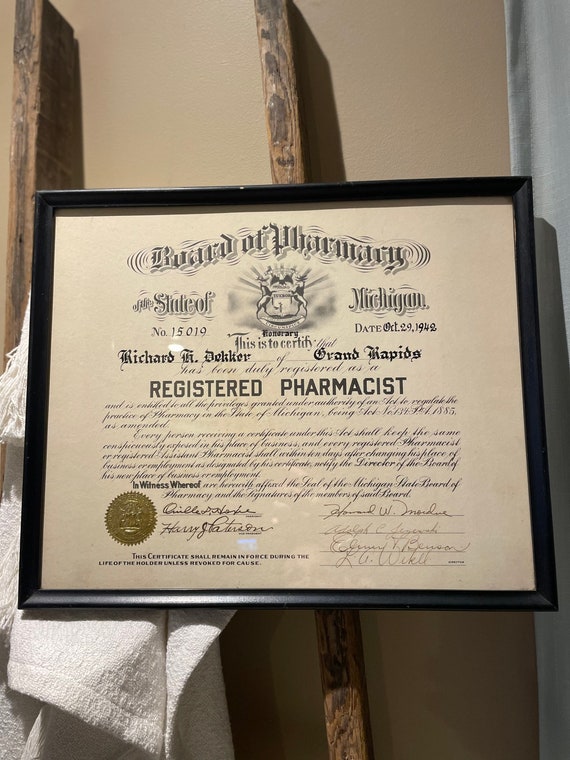 Board of Pharmacy
of the State of Michigan.
No. 15019 DATE Oct. 29, 1942
Honorary
This is to certify that
Richard H. Dekker of Grand Rapids
has been duly registered as a
REGISTERED PHARMACIST
and is entitled to all the privileges granted under authority of an Act to regulate the
practice of Pharmacy in the State of Michigan, being Act No. 134 P.A. 1885,
as amended.
Every person receiving a certificate under this Act shall keep the same
conspicuously exposed in his place of business, and every registered Pharmacist
or registered Assistant Pharmacist shall within ten days after changing his place of
business or employment as designated by his certificate, notify the Director of the Board of
his new place of business or employment.
In Witness Whereof are herewith affixed the Seal of the Michigan State Board of
Pharmacy and the Signatures of the members of said Board.
Howard W.
Harry J. Paterson
Benson
DIRECTOR
THIS CERTIFICATE SHALL REMAIN IN FORCE DURING THE
LIFE OF THE HOLDER UNLESS REVOKED FOR CAUSE.